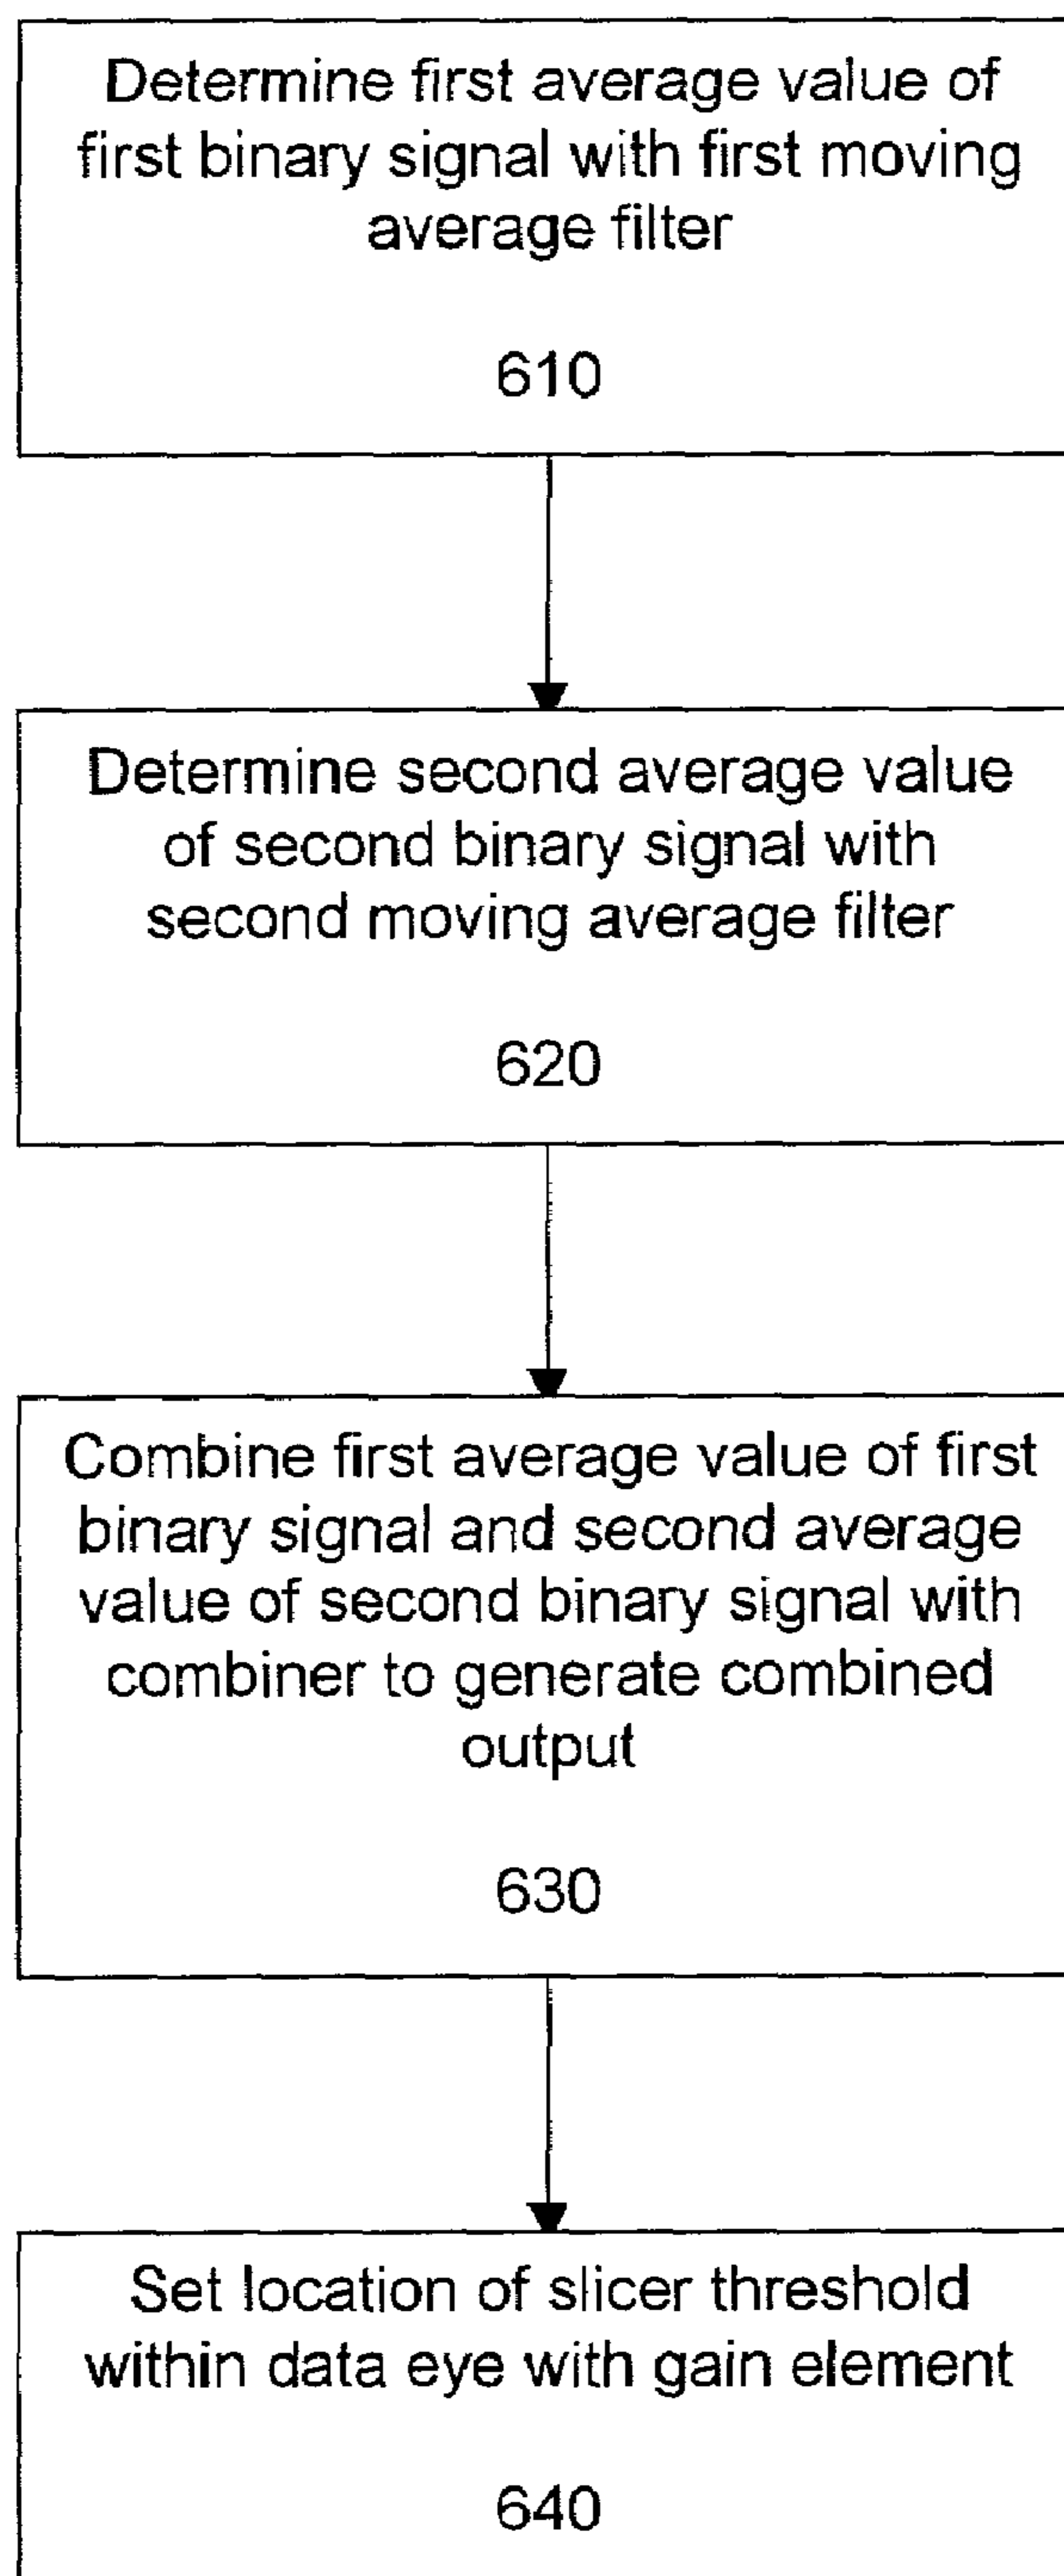 Determine first average value of
first binary signal with first moving
average filter
610
Determine second average value
of second binary signal with
second moving average filter
620
Combine first average value of first
binary signal and second average
value of second binary signal with
combiner to generate combined
output
630
Set location of slicer threshold
within data eye with gain element
640